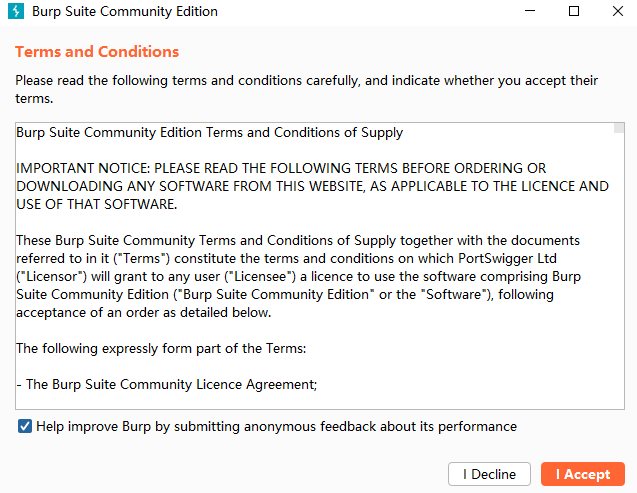 Burp Suite Community Edition
Terms and Conditions
Please read the following terms and conditions carefully, and indicate whether you accept their
terms.
Burp Suite Community Edition Terms and Conditions of Supply
IMPORTANT NOTICE: PLEASE READ THE FOLLOWING TERMS BEFORE ORDERING OR
DOWNLOADING ANY SOFTWARE FROM THIS WEBSITE, AS APPLICABLE TO THE LICENCE AND
USE OF THAT SOFTWARE.
These Burp Suite Community Terms and Conditions of Supply together with the documents
referred to in it ("Terms") constitute the terms and conditions on which PortSwigger Ltd
("Licensor") will grant to any user ("Licensee") a licence to use the software comprising Burp
Suite Community Edition ("Burp Suite Community Edition" or the "Software"), following
acceptance of an order as detailed below.
The following expressly form part of the Terms:
- The Burp Suite Community Licence Agreement;
Help improve Burp by submitting anonymous feedback about its performance
I Decline
I Accept